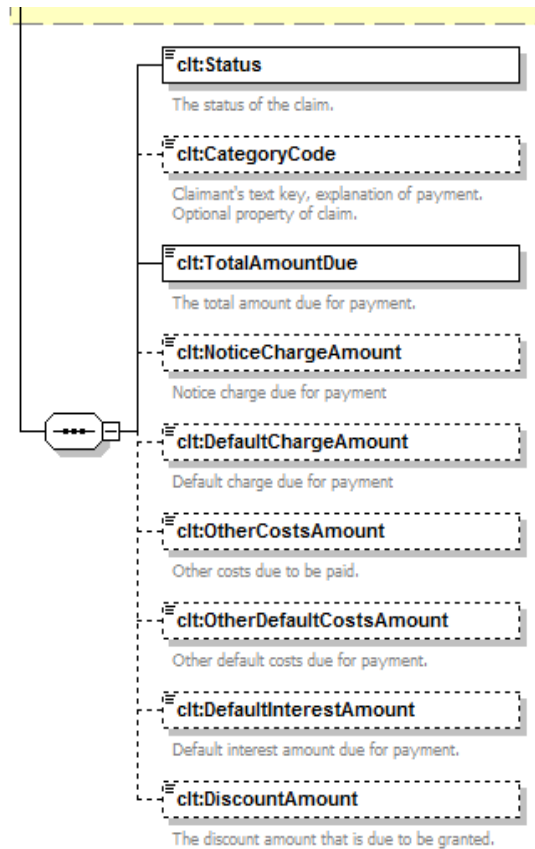 clt:Status
The status of the claim.
clt:CategoryCode
Claimant's text key, explanation of payment.
Optional property of claim.
clt:TotalAmountDue
The total amount due for payment.
clt:NoticeChargeAmount
Notice charge due for payment
clt:DefaultChargeAmount
Default charge due for payment
clt:OtherCostsAmount
Other costs due to be paid.
clt:OtherDefaultCostsAmount
Other default costs due for payment.
clt:DefaultInterestAmount
Default interest amount due for payment.
clt:DiscountAmount
The discount amount that is due to be granted.